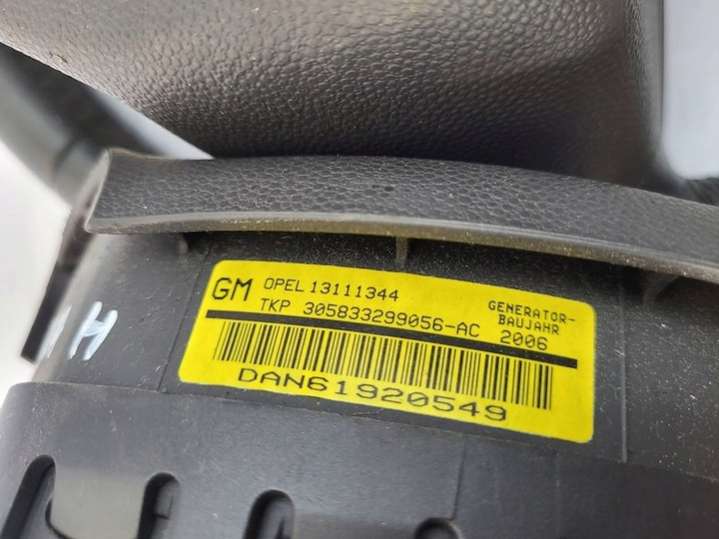 GM OPEL 13111344
TKP 305833299056-AC
GENERATOR-
BAUJAHR
2006
DAN61920549